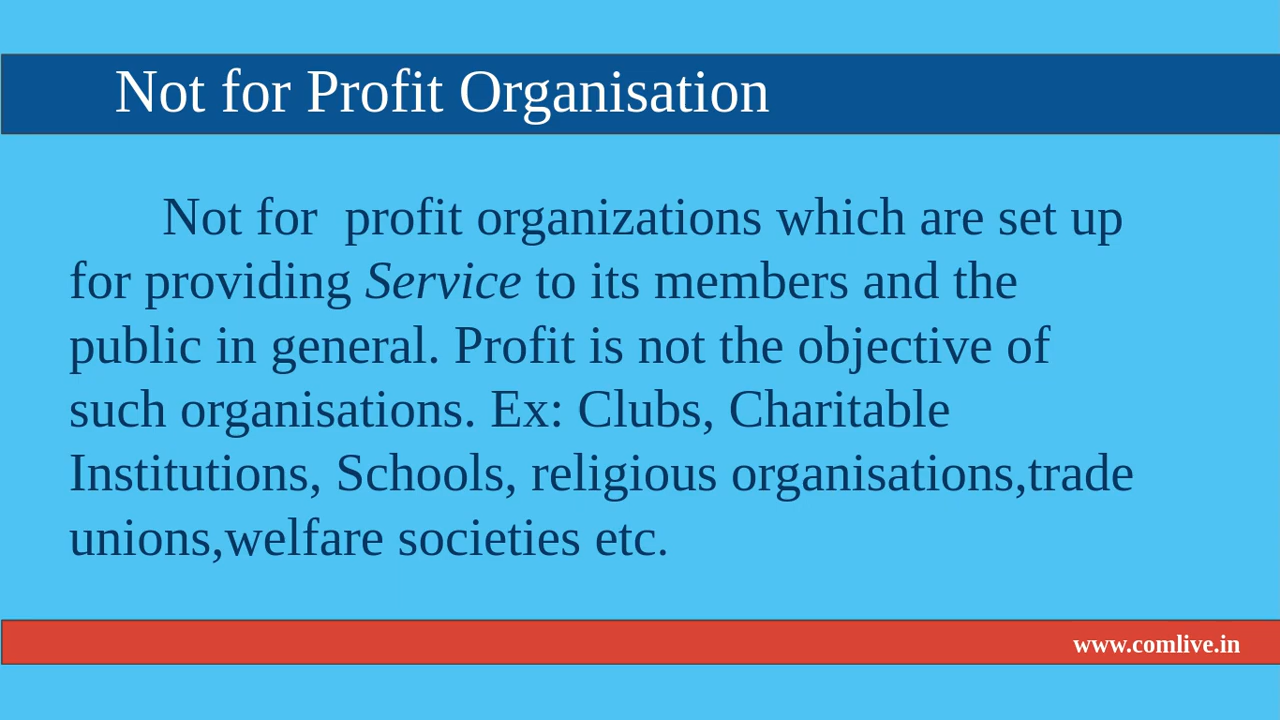 Not for Profit Organisation
Not for  profit organizations which are set up
for providing Service to its members and the
public in general. Profit is not the objective of
such organisations. Ex: Clubs, Charitable
Institutions, Schools, religious organisations,trade
unions,welfare societies etc.
www.comlive.in